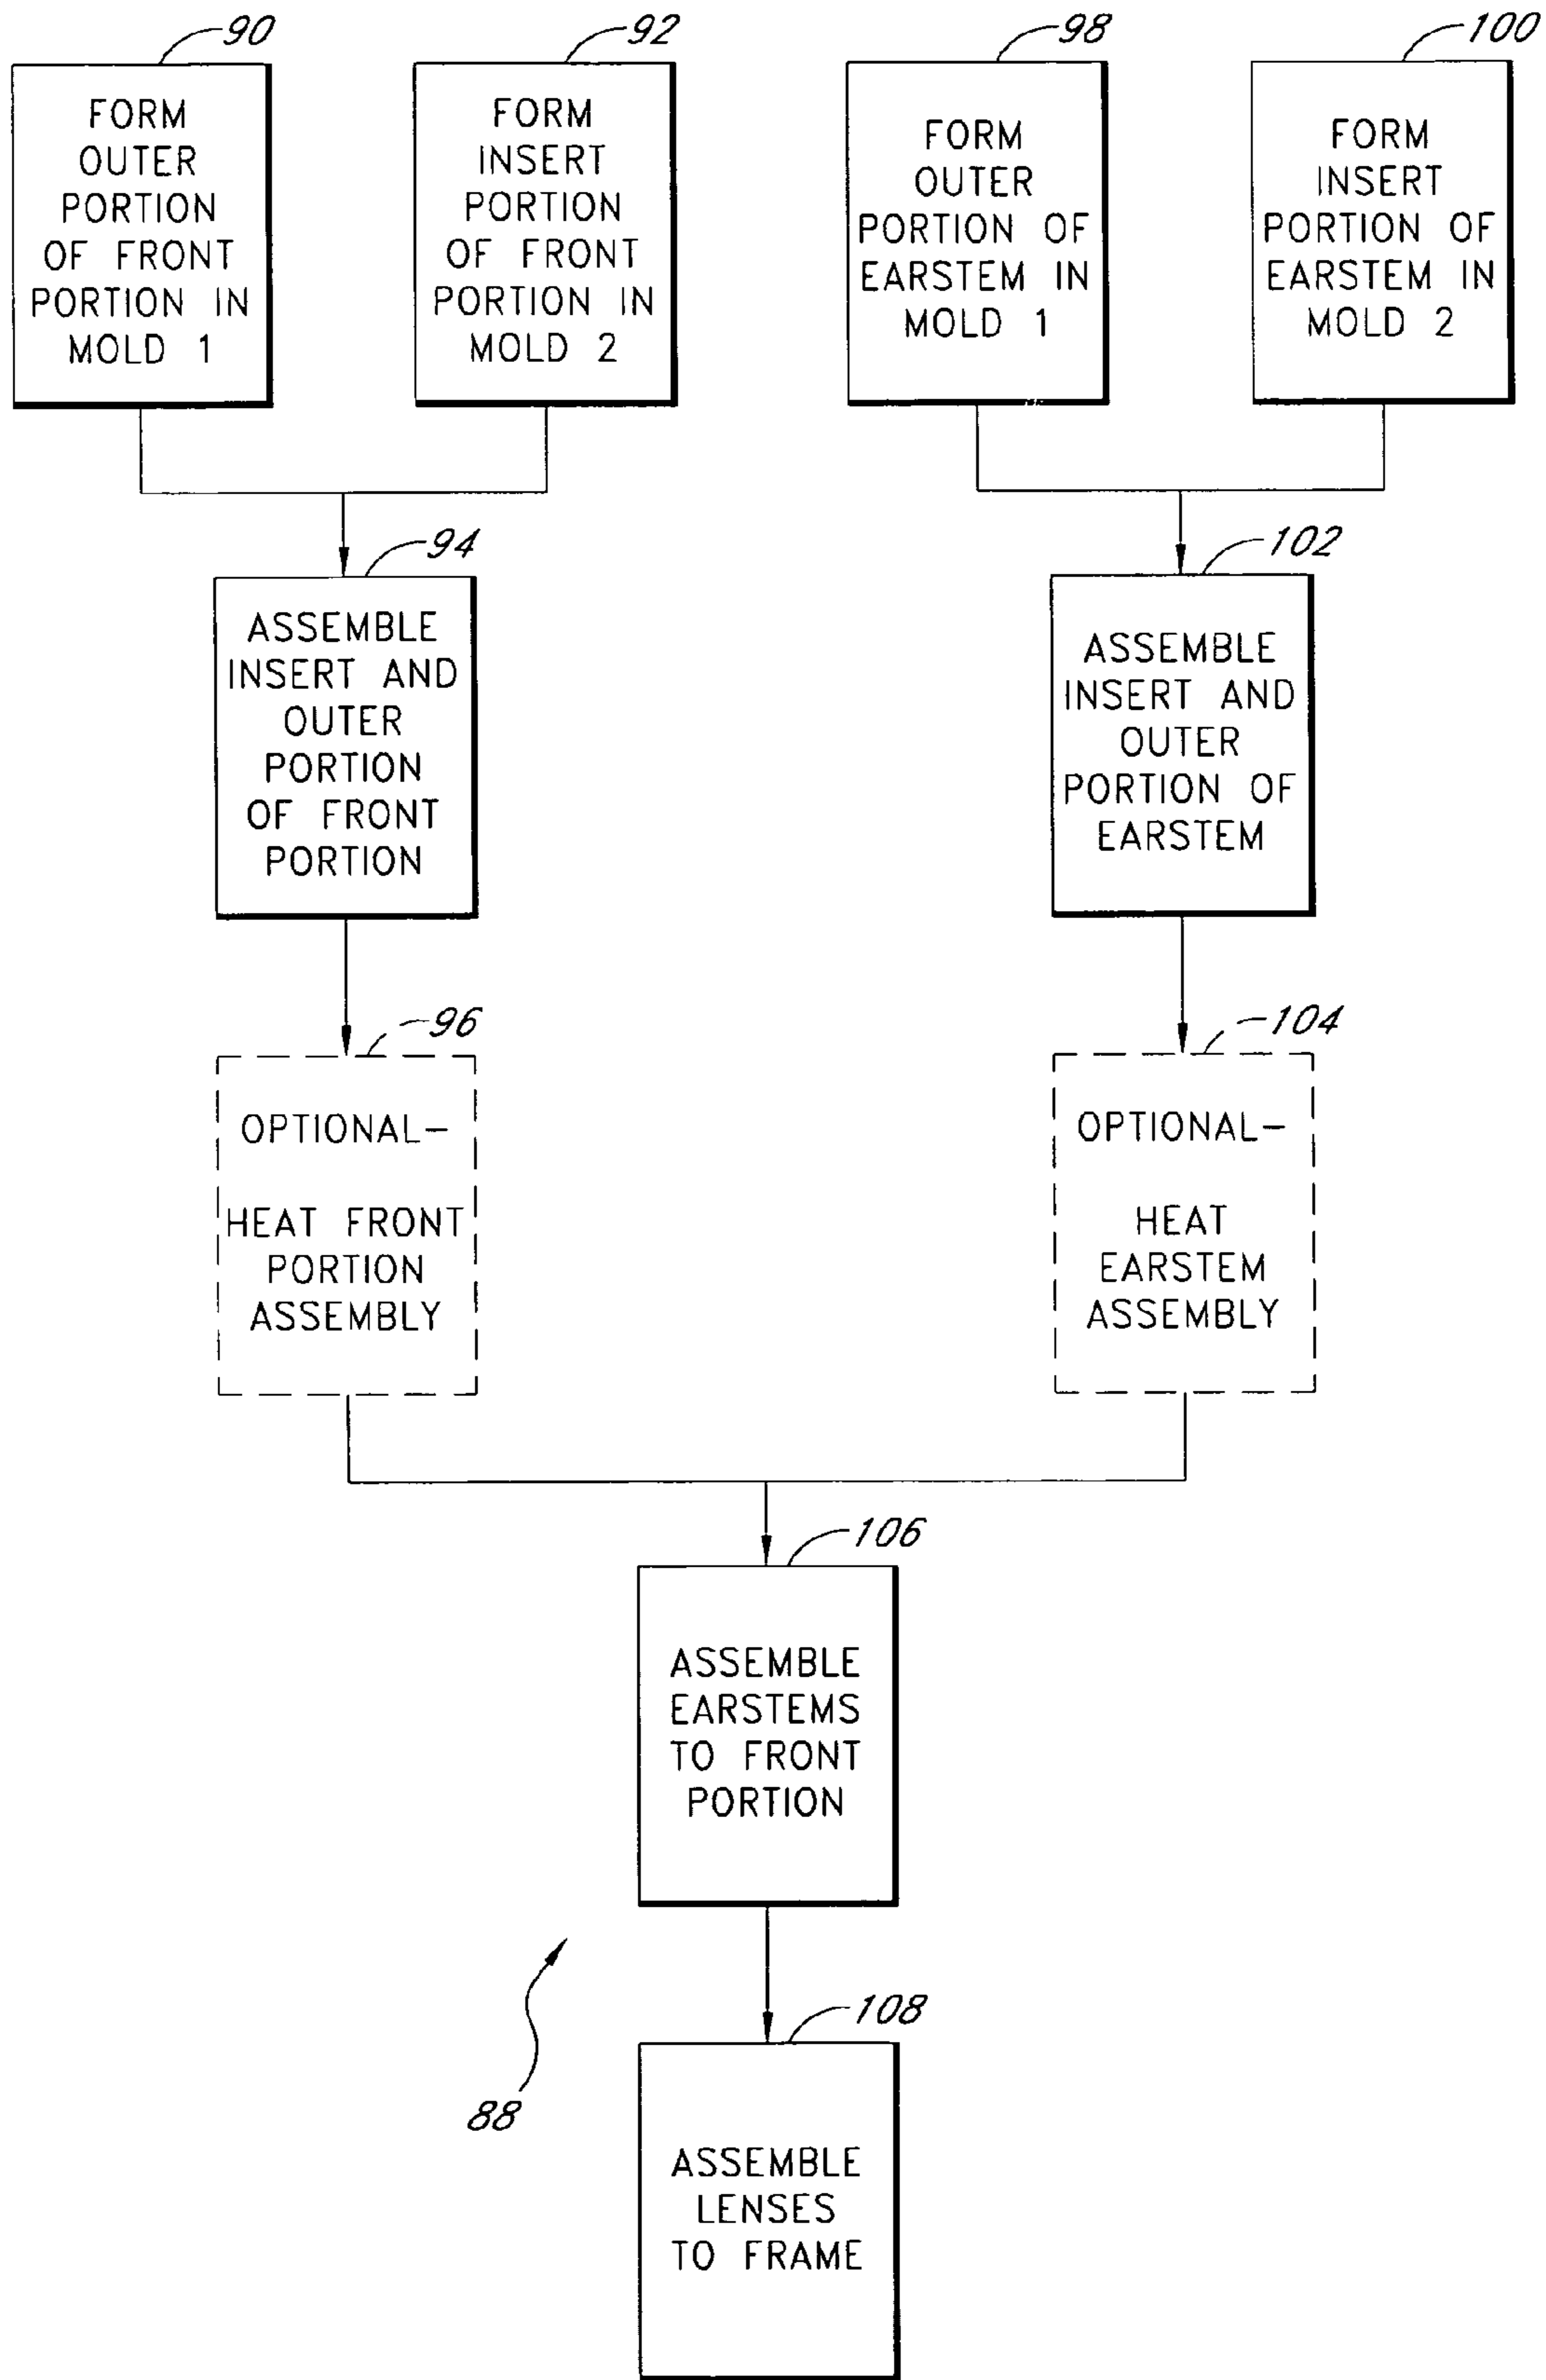 90
FORM
OUTER
PORTION
OF FRONT
PORTION IN
MOLD 1
92
FORM
INSERT
PORTION
OF FRONT
PORTION IN
MOLD 2
98
FORM
OUTER
PORTION OF
EARSTEM IN
MOLD 1
100
FORM
INSERT
PORTION OF
EARSTEM IN
MOLD 2
94
ASSEMBLE
INSERT AND
OUTER
PORTION
OF FRONT
PORTION
102
ASSEMBLE
INSERT AND
OUTER
PORTION OF
EARSTEM
96
OPTIONAL-
HEAT FRONT
PORTION
ASSEMBLY
104
OPTIONAL-
HEAT
EARSTEM
ASSEMBLY
106
ASSEMBLE
EARSTEMS
TO FRONT
PORTION
88
108
ASSEMBLE
LENSES
TO FRAME